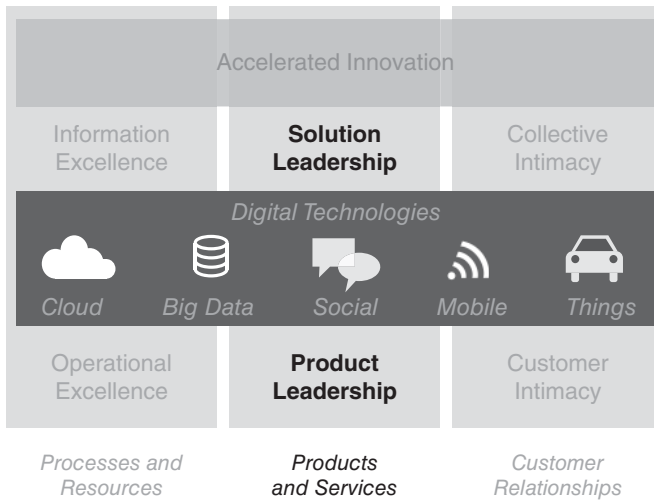 Accelerated Innovation
Information
Excellence
Solution
Leadership
Collective
Intimacy
Digital Technologies
Cloud
Big Data
Social
Mobile
Things
Operational
Excellence
Product
Leadership
Customer
Intimacy
Processes and
Resources
Products
and Services
Customer
Relationships